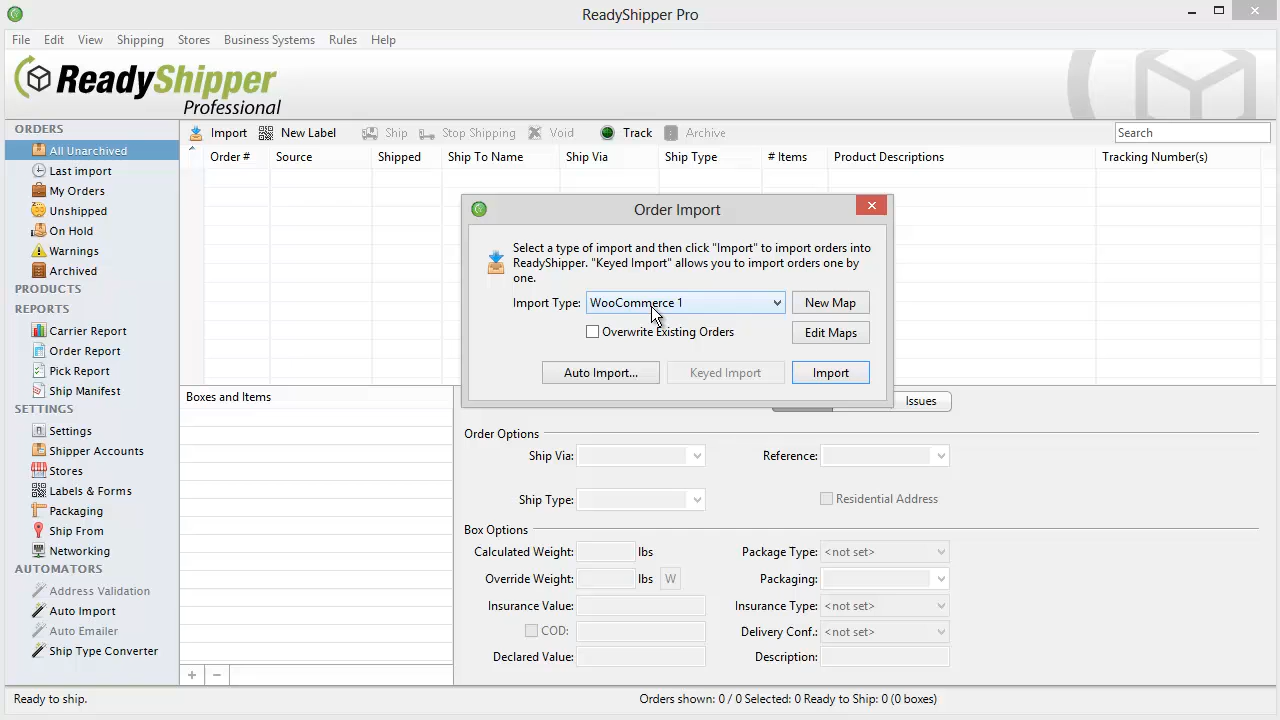 ReadyShipper Pro
File Edit View Shipping Stores Business Systems Rules Help
ReadyShipper
Professional
ORDERS
All Unarchived
Last import
My Orders
Unshipped
On Hold
Warnings
Archived
PRODUCTS
REPORTS
Carrier Report
Order Report
Pick Report
Ship Manifest
SETTINGS
Settings
Shipper Accounts
Stores
Labels & Forms
Packaging
Ship From
Networking
AUTOMATORS
Address Validation
Auto Import
Auto Emailer
Ship Type Converter
Import New Label Ship Stop Shipping Void Track Archive Search
Order # Source Shipped Ship To Name Ship Via Ship Type # Items Product Descriptions Tracking Number(s)
Order Import
Select a type of import and then click "Import" to import orders into
ReadyShipper. "Keyed Import" allows you to import orders one by
one.
Import Type: WooCommerce 1 New Map
Overwrite Existing Orders Edit Maps
Auto Import... Keyed Import Import
Boxes and Items
Issues
Order Options
Ship Via: Reference:
Ship Type: Residential Address
Box Options
Calculated Weight: lbs Package Type: <not set>
Override Weight: lbs W Packaging:
Insurance Value: Insurance Type: <not set>
COD: Delivery Conf.: <not set>
Declared Value: Description:
+ −
Ready to ship. Orders shown: 0 / 0 Selected: 0 Ready to Ship: 0 (0 boxes)